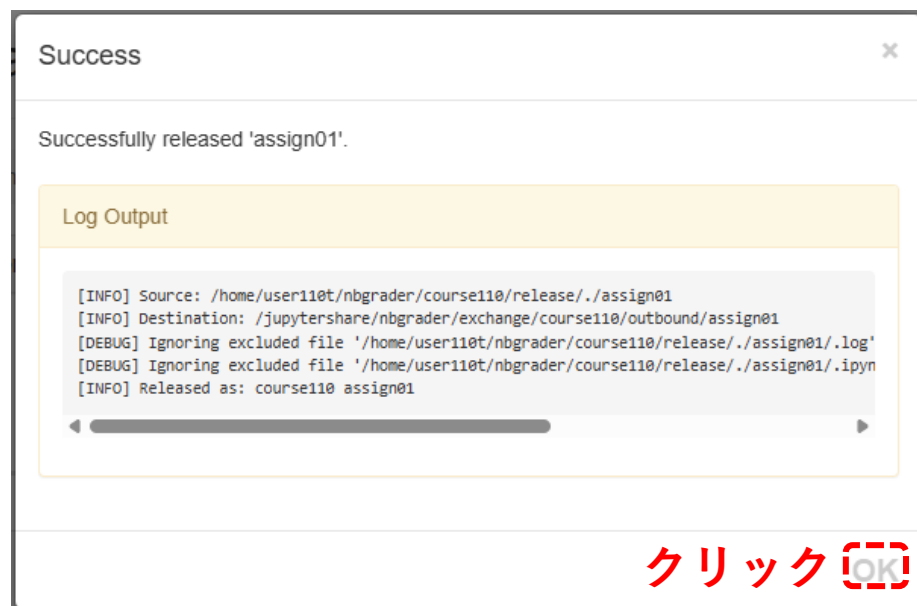 Success ×
Successfully released 'assign01'.
Log Output
[INFO] Source: /home/user110t/nbgrader/course110/release/./assign01
[INFO] Destination: /jupytershare/nbgrader/exchange/course110/outbound/assign01
[DEBUG] Ignoring excluded file '/home/user110t/nbgrader/course110/release/./assign01/.log'
[DEBUG] Ignoring excluded file '/home/user110t/nbgrader/course110/release/./assign01/.ipyn
[INFO] Released as: course110 assign01
クリック OK